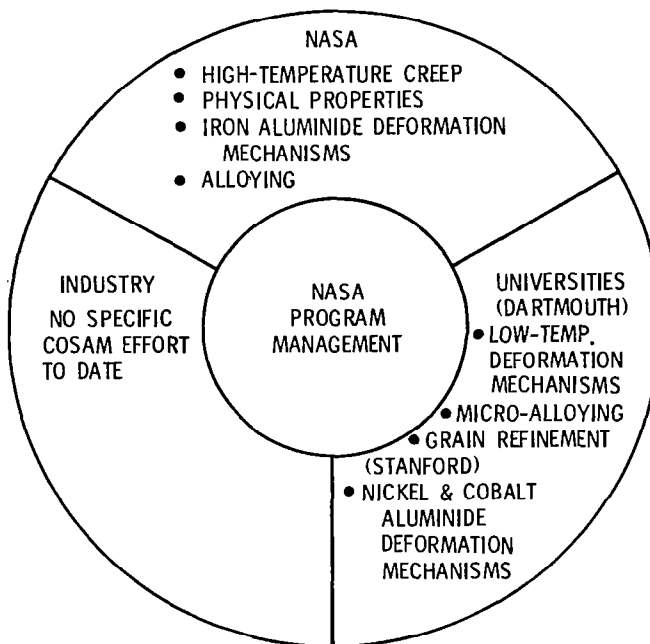 NASA
• HIGH-TEMPERATURE CREEP
• PHYSICAL PROPERTIES
• IRON ALUMINIDE DEFORMATION
MECHANISMS
• ALLOYING
INDUSTRY
NO SPECIFIC
COSAM EFFORT
TO DATE
NASA
PROGRAM
MANAGEMENT
UNIVERSITIES
(DARTMOUTH)
• LOW-TEMP.
DEFORMATION
MECHANISMS
• MICRO-ALLOYING
• GRAIN REFINEMENT
(STANFORD)
• NICKEL & COBALT
ALUMINIDE
DEFORMATION
MECHANISMS